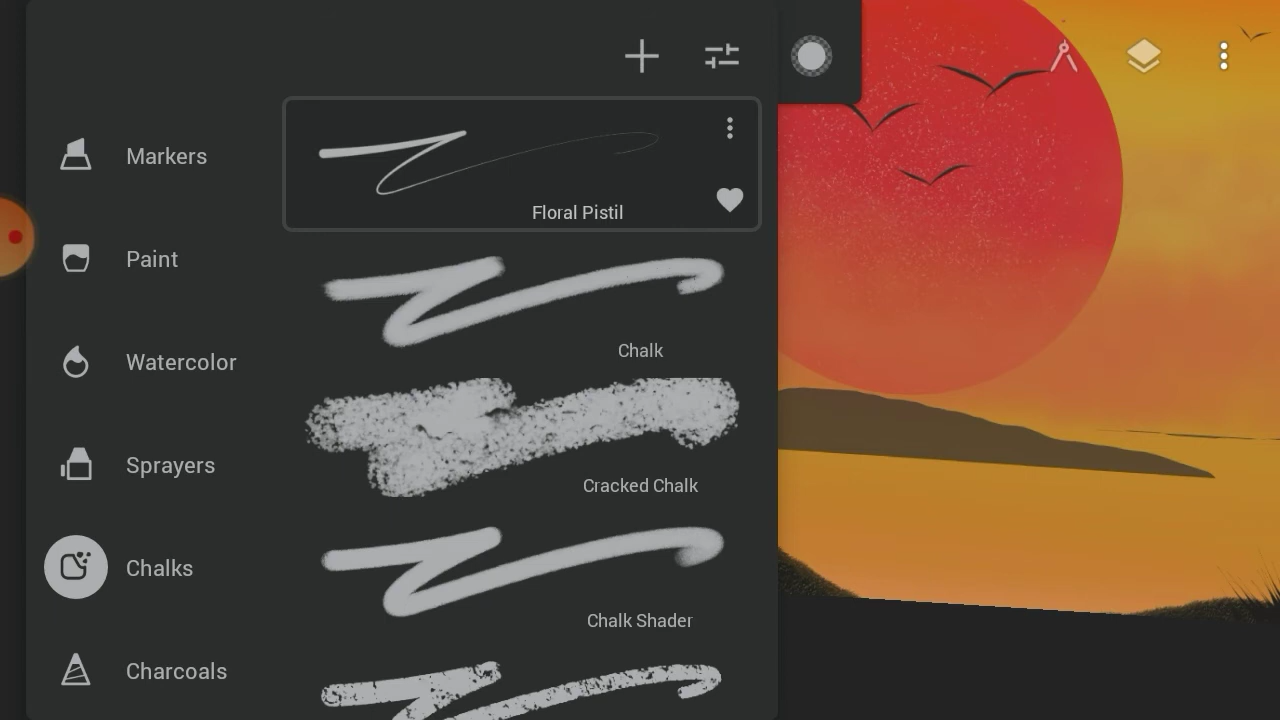 Markers
Paint
Watercolor
Sprayers
Chalks
Charcoals
Floral Pistil
Chalk
Cracked Chalk
Chalk Shader